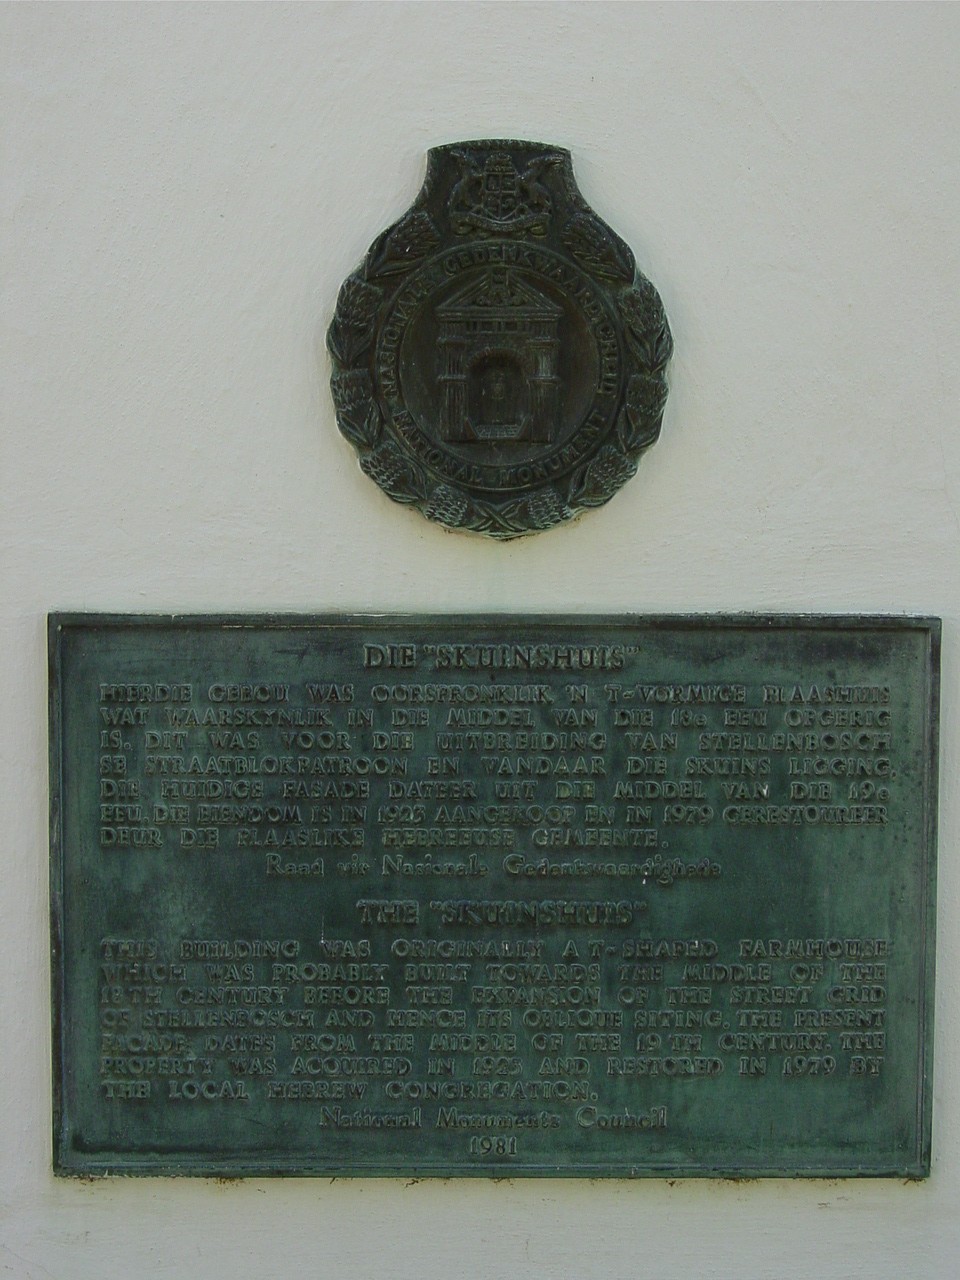 NASIONALE GEDENKWAARDIGHEID
NATIONAL MONUMENT
DIE "SKUINSHUIS"
HIERDIE GEBOU WAS OORSPRONKLIK 'N T-VORMIGE PLAASHUIS
WAT WAARSKYNLIK IN DIE MIDDEL VAN DIE 18e EEU OPGERIG
IS. DIT WAS VOOR DIE UITBREIDING VAN STELLENBOSCH
SE STRAATBLOKPATROON EN VANDAAR DIE SKUINS LIGGING.
DIE HUIDIGE FASADE DATEER UIT DIE MIDDEL VAN DIE 19e
EEU. DIE EIENDOM IS IN 1923 AANGEKOOP EN IN 1979 GERESTOUREER
DEUR DIE PLAASLIKE HEBREEUSE GEMEENTE.
Raad vir Nasionale Gedenkwaardighede
THE "SKUINSHUIS"
THIS BUILDING WAS ORIGINALLY A T-SHAPED FARMHOUSE
WHICH WAS PROBABLY BUILT TOWARDS THE MIDDLE OF THE
18TH CENTURY BEFORE THE EXPANSION OF THE STREET GRID
OF STELLENBOSCH AND HENCE ITS OBLIQUE SITING. THE PRESENT
FACADE DATES FROM THE MIDDLE OF THE 19TH CENTURY. THE
PROPERTY WAS ACQUIRED IN 1923 AND RESTORED IN 1979 BY
THE LOCAL HEBREW CONGREGATION.
National Monuments Council
1981